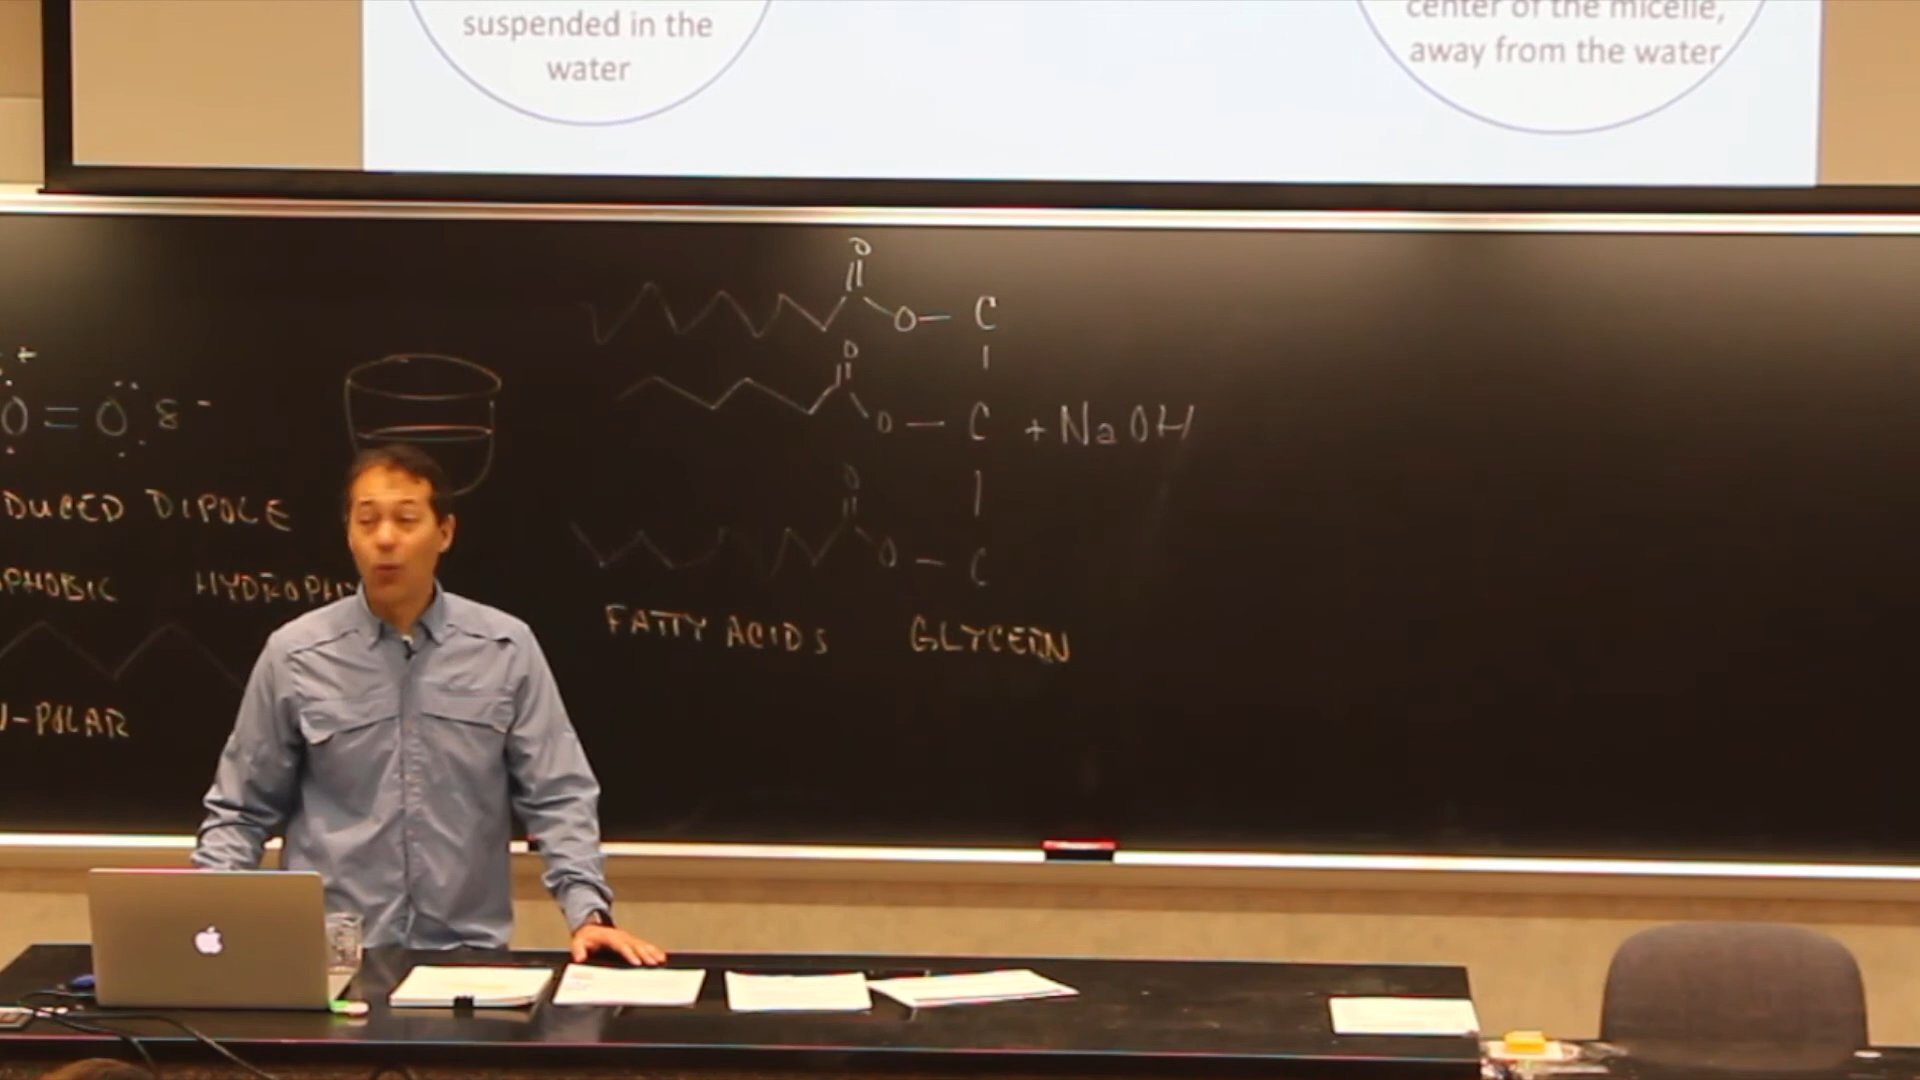 suspended in the
water
center of the micelle,
away from the water
O
O — C
+
O = O δ -
O
O — C + NaOH
DUCED DIPOLE
O
O — C
PHOBIC HYDROPHI
FATTY ACIDS GLYCERIN
-POLAR